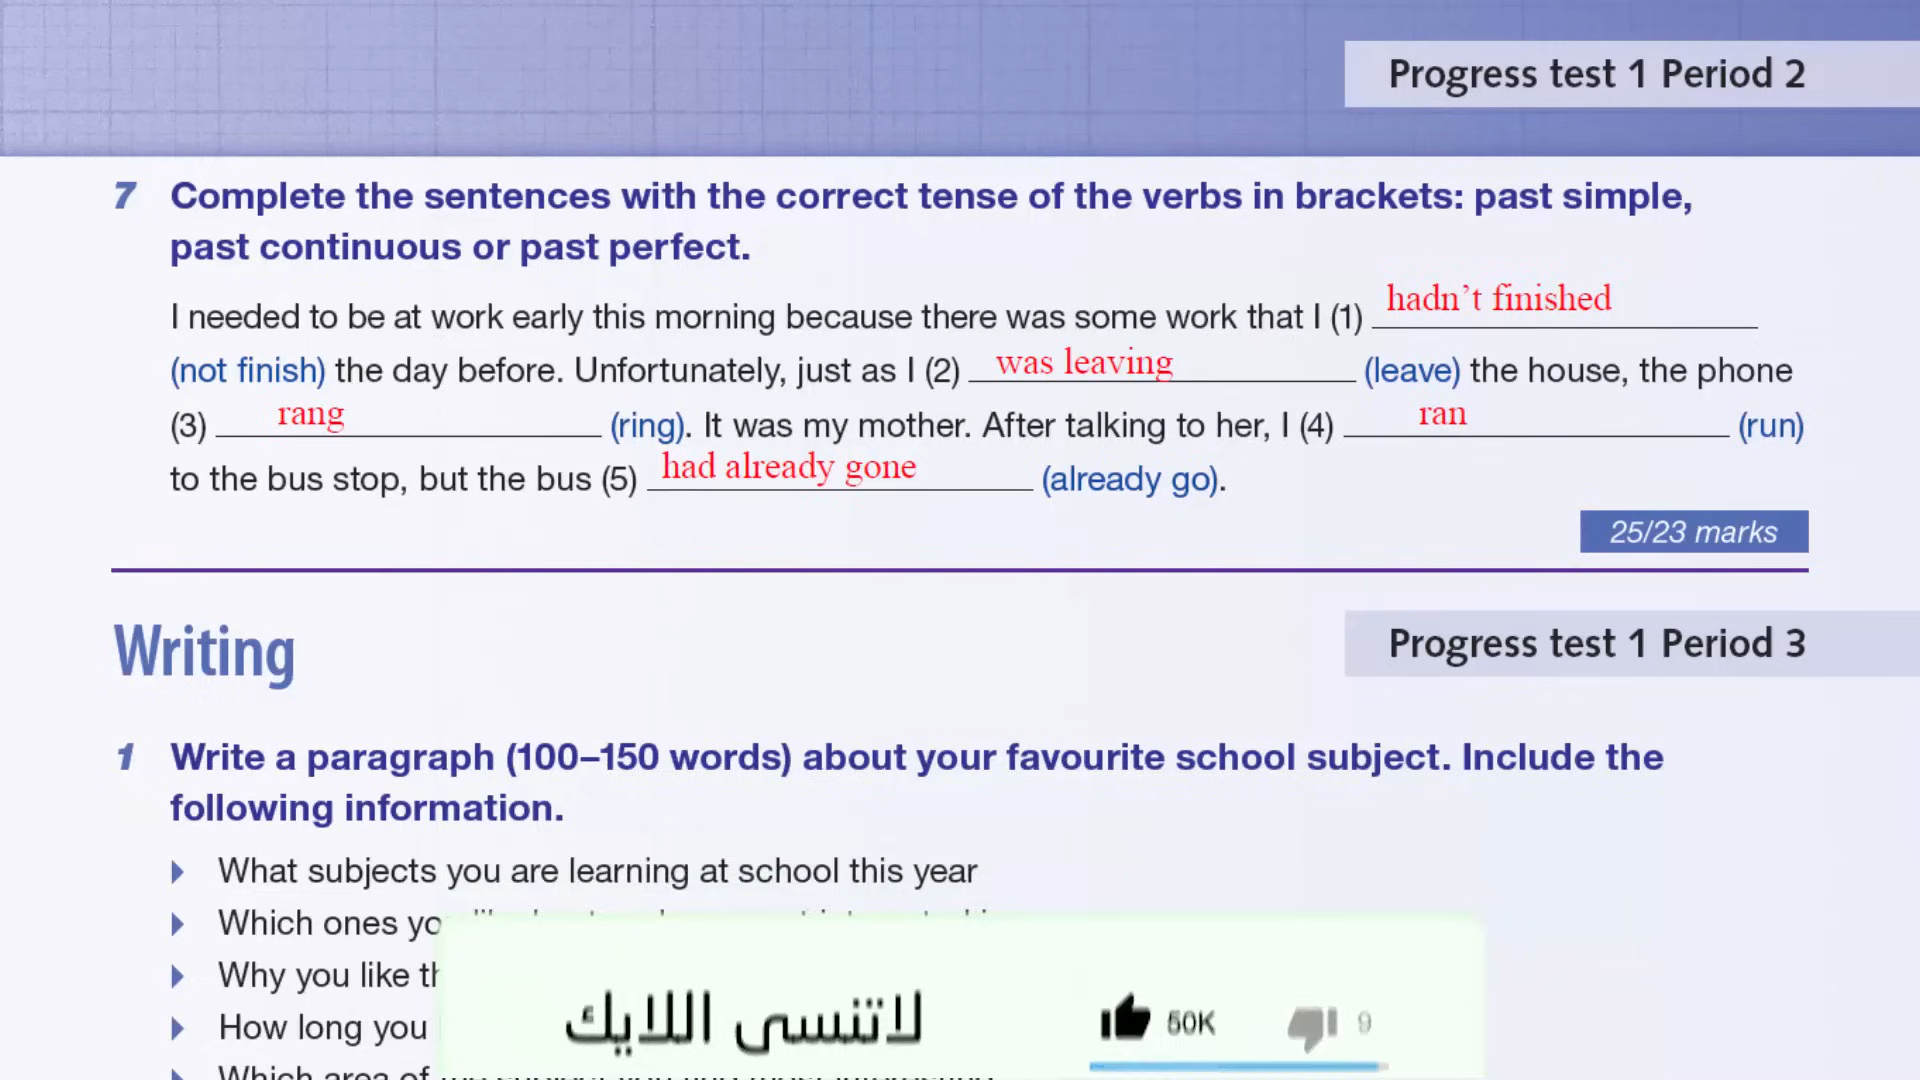 Progress test 1 Period 2
7 Complete the sentences with the correct tense of the verbs in brackets: past simple,
past continuous or past perfect.
I needed to be at work early this morning because there was some work that I (1) hadn't finished
(not finish) the day before. Unfortunately, just as I (2) was leaving (leave) the house, the phone
(3) rang (ring). It was my mother. After talking to her, I (4) ran (run)
to the bus stop, but the bus (5) had already gone (already go).
25/23 marks
Writing
Progress test 1 Period 3
1 Write a paragraph (100–150 words) about your favourite school subject. Include the
following information.
What subjects you are learning at school this year
Which ones
Why you like
How long you
Which area of
لاتنسى اللايك
50K
9